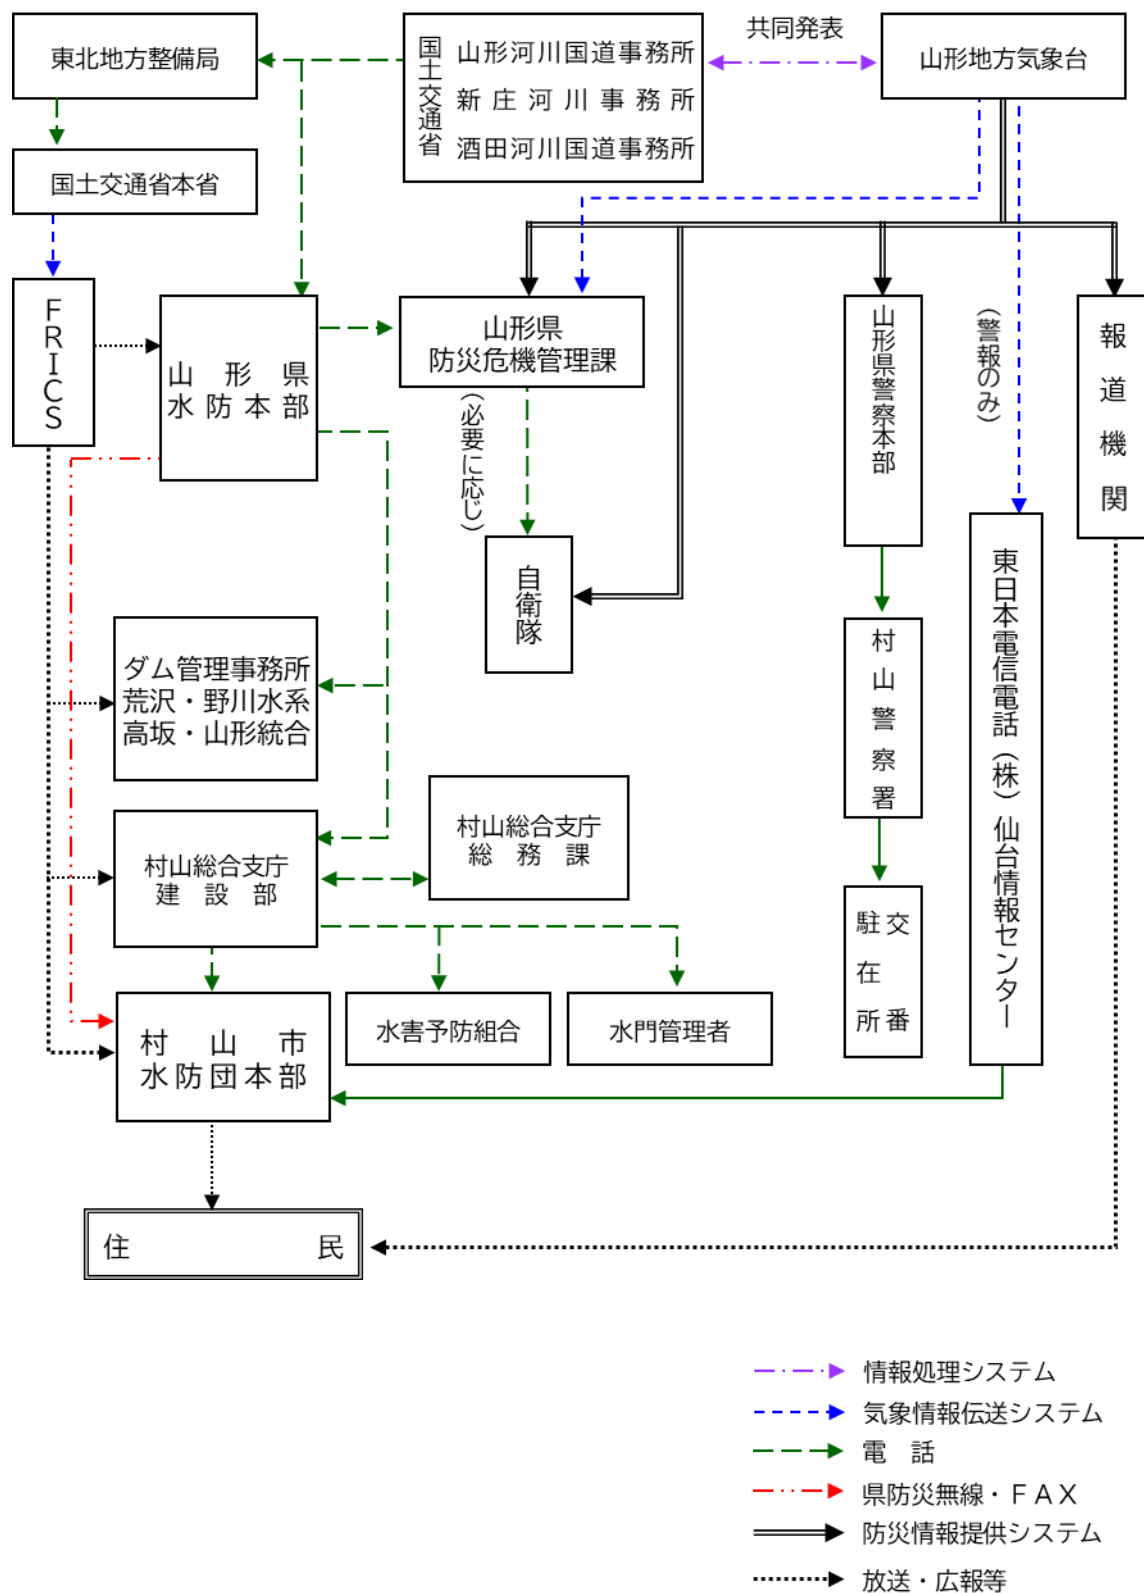 共同発表
東北地方整備局
国土交通省
山形河川国道事務所
新庄河川事務所
酒田河川国道事務所
山形地方気象台
国土交通省本省
FRICS
山形県
水防本部
山形県
防災危機管理課
山形県警察本部
(警報のみ)
報道機関
(必要に応じ)
自衛隊
東日本電信電話(株)仙台情報センター
ダム管理事務所
荒沢・野川水系
高坂・山形統合
村山警察署
村山総合支庁
建設部
村山総合支庁
総務課
交番
駐在所
村山市
水防団本部
水害予防組合
水門管理者
住民
情報処理システム
気象情報伝送システム
電 話
県防災無線・FAX
防災情報提供システム
放送・広報等